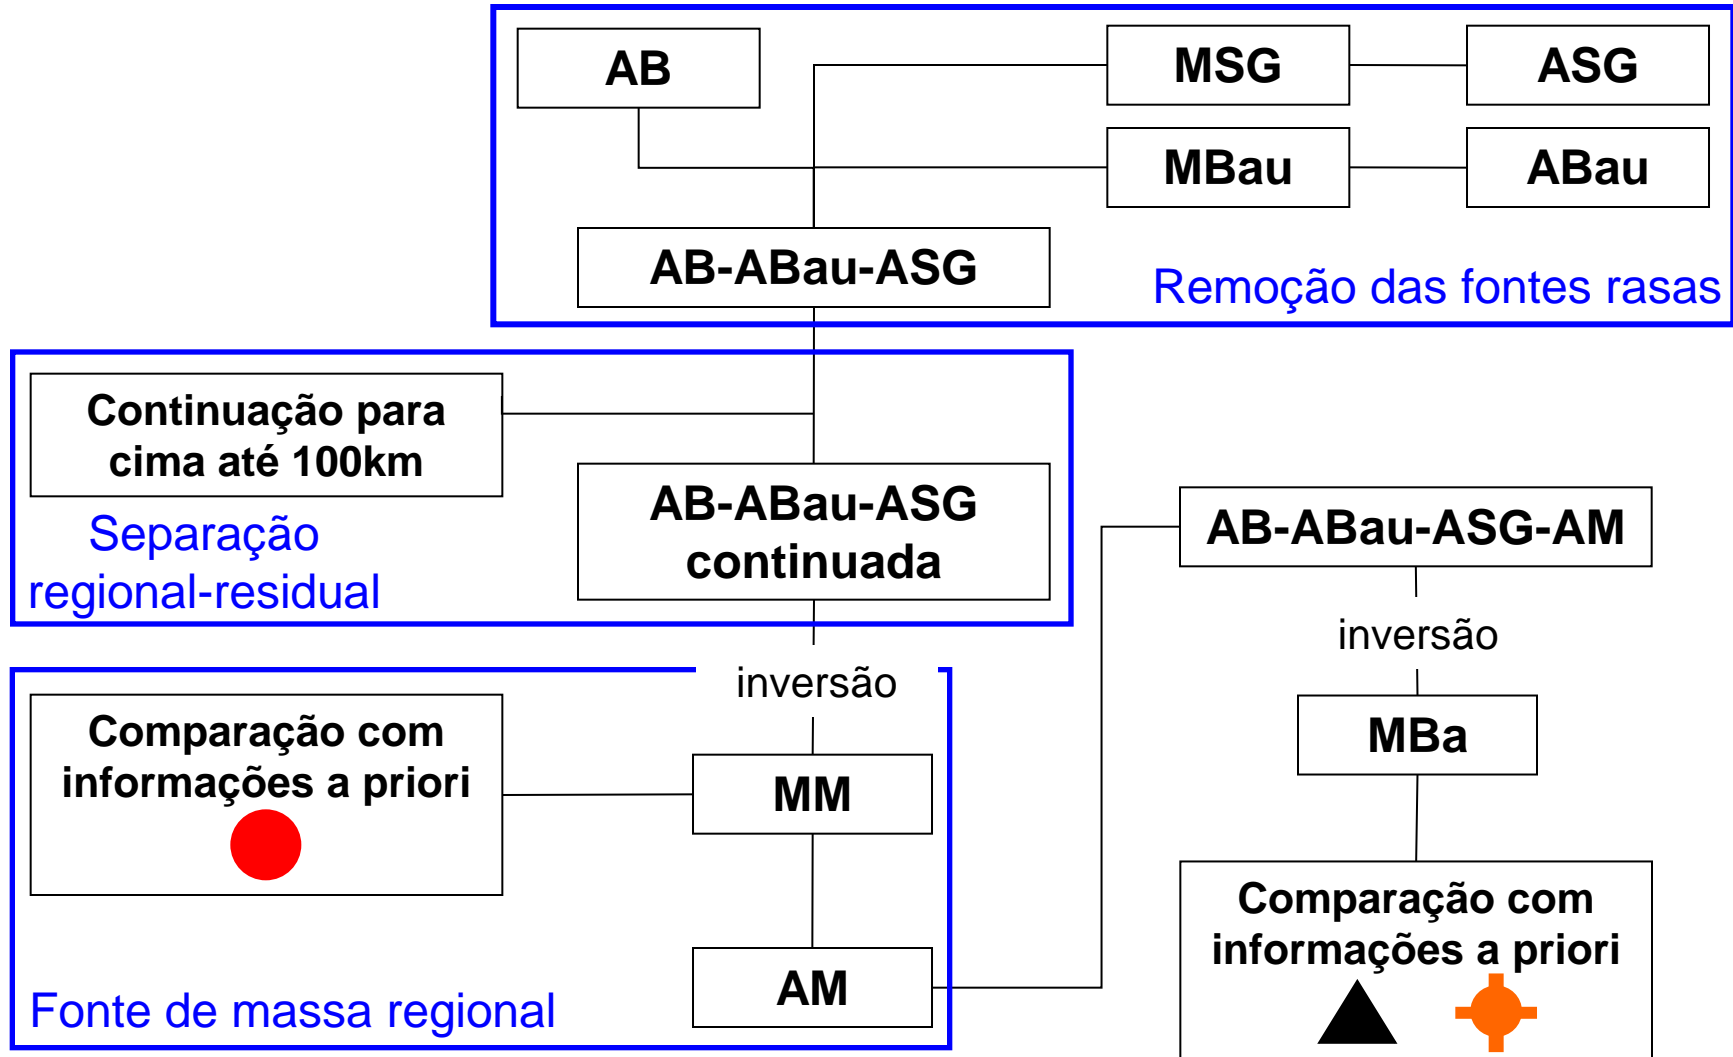 AB
MSG
ASG
MBau
ABau
AB-ABau-ASG
Remoção das fontes rasas
Continuação para
cima até 100km
Separação
regional-residual
AB-ABau-ASG
continuada
AB-ABau-ASG-AM
inversão
inversão
MBa
Comparação com
informações a priori
MM
AM
Fonte de massa regional
Comparação com
informações a priori